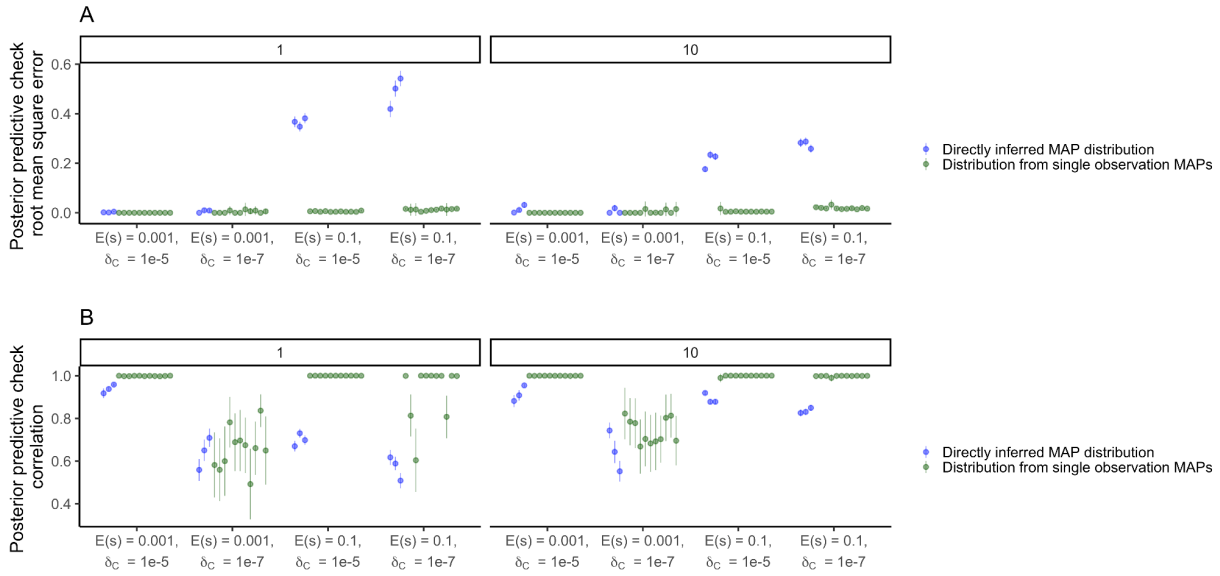 A
Posterior predictive check
root mean square error
1
10
0.6
0.4
0.2
0.0
E(s) = 0.001,
δC = 1e-5
E(s) = 0.001,
δC = 1e-7
E(s) = 0.1,
δC = 1e-5
E(s) = 0.1,
δC = 1e-7
E(s) = 0.001,
δC = 1e-5
E(s) = 0.001,
δC = 1e-7
E(s) = 0.1,
δC = 1e-5
E(s) = 0.1,
δC = 1e-7
Directly inferred MAP distribution
Distribution from single observation MAPs
B
Posterior predictive check
correlation
1
10
1.0
0.8
0.6
0.4
E(s) = 0.001,
δC = 1e-5
E(s) = 0.001,
δC = 1e-7
E(s) = 0.1,
δC = 1e-5
E(s) = 0.1,
δC = 1e-7
E(s) = 0.001,
δC = 1e-5
E(s) = 0.001,
δC = 1e-7
E(s) = 0.1,
δC = 1e-5
E(s) = 0.1,
δC = 1e-7
Directly inferred MAP distribution
Distribution from single observation MAPs